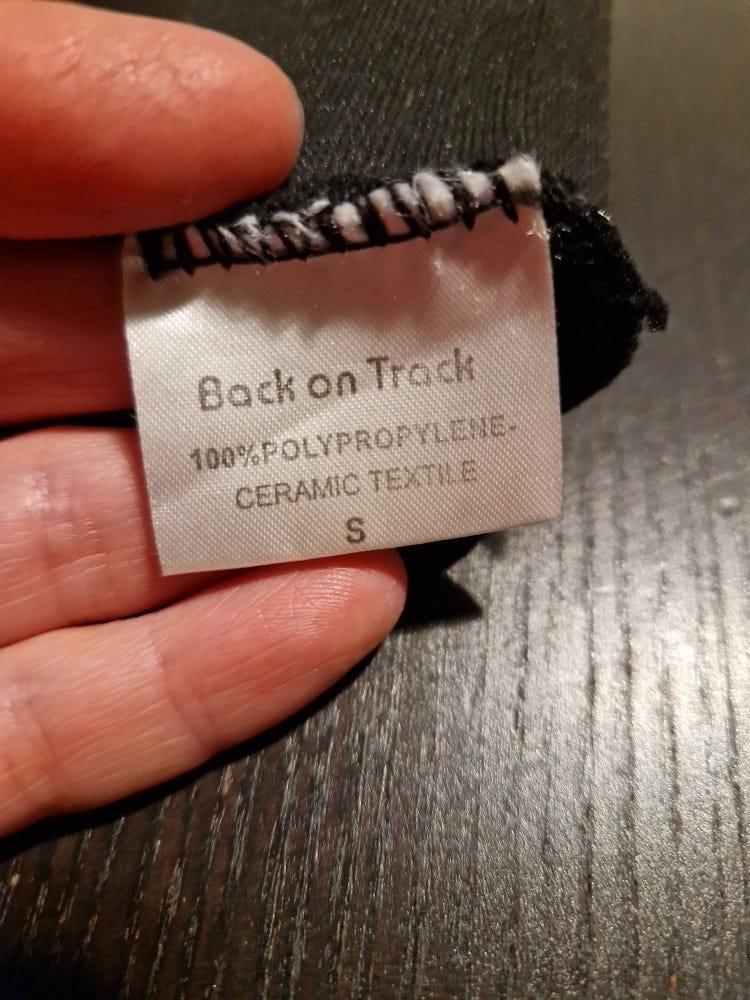 Back on Track
100%POLYPROPYLENE-
CERAMIC TEXTILE
S